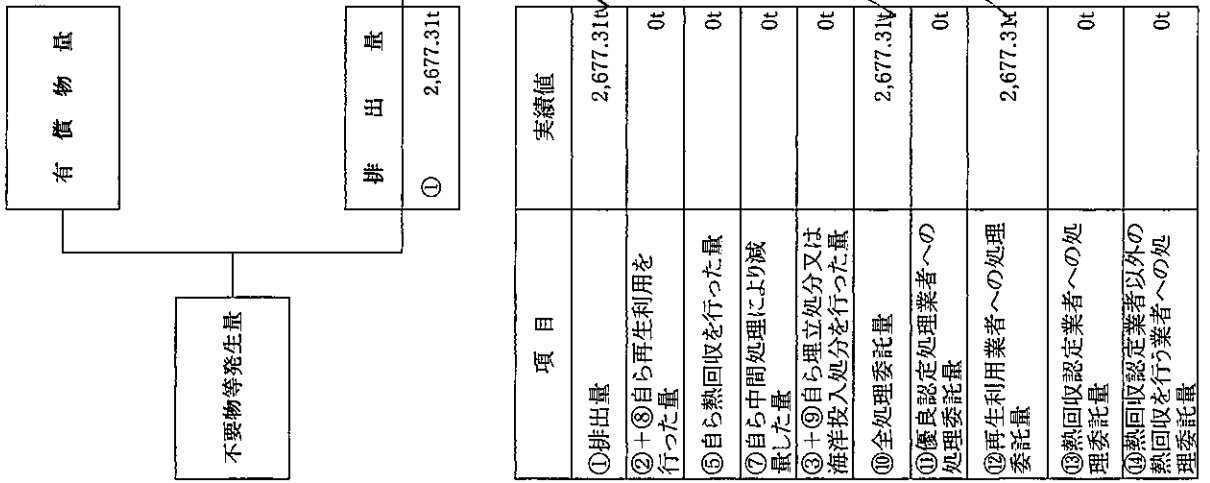 不要物等発生量
有償物量
排出量
① 2,677.31t
項目 実績値
①排出量 2,677.31t
②＋⑧自ら再生利用を
行った量 0t
⑤自ら熱回収を行った量 0t
⑦自ら中間処理により減
量した量 0t
③＋⑨自ら埋立処分又は
海洋投入処分を行った量 0t
⑩全処理委託量 2,677.31t
⑪優良認定処理業者への
処理委託量 0t
⑫再生利用業者への処理
委託量 2,677.31t
⑬熱回収認定業者への処
理委託量 0t
⑭熱回収認定業者以外の
熱回収を行う業者への処
理委託量 0t